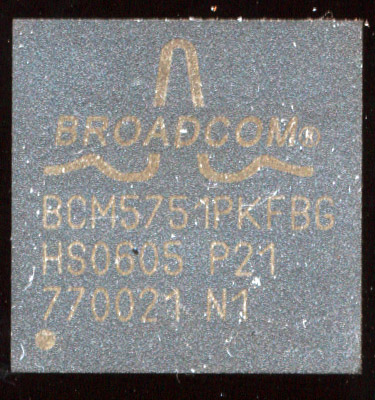 BROADCOM®
BCM5751PKFBG
HS0605 P21
770021 N1